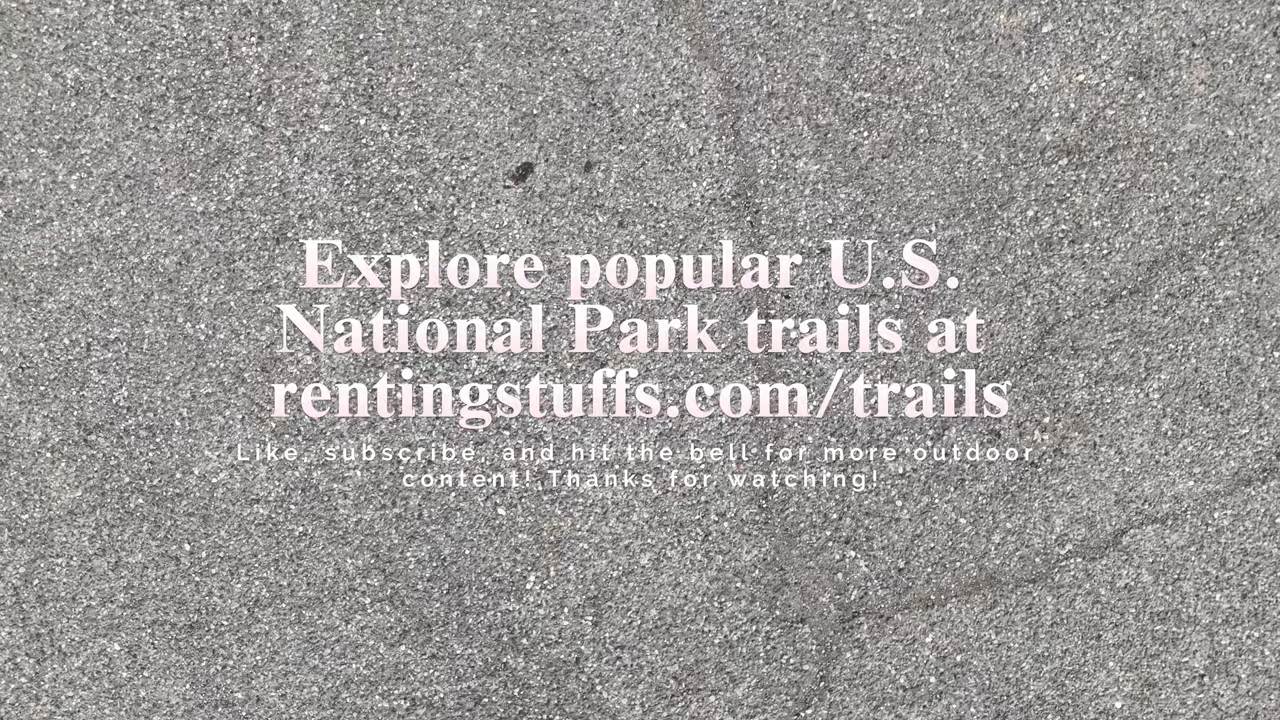 Explore popular U.S.
National Park trails at
rentingstuffs.com/trails
Like, subscribe, and hit the bell for more outdoor
content! Thanks for watching!